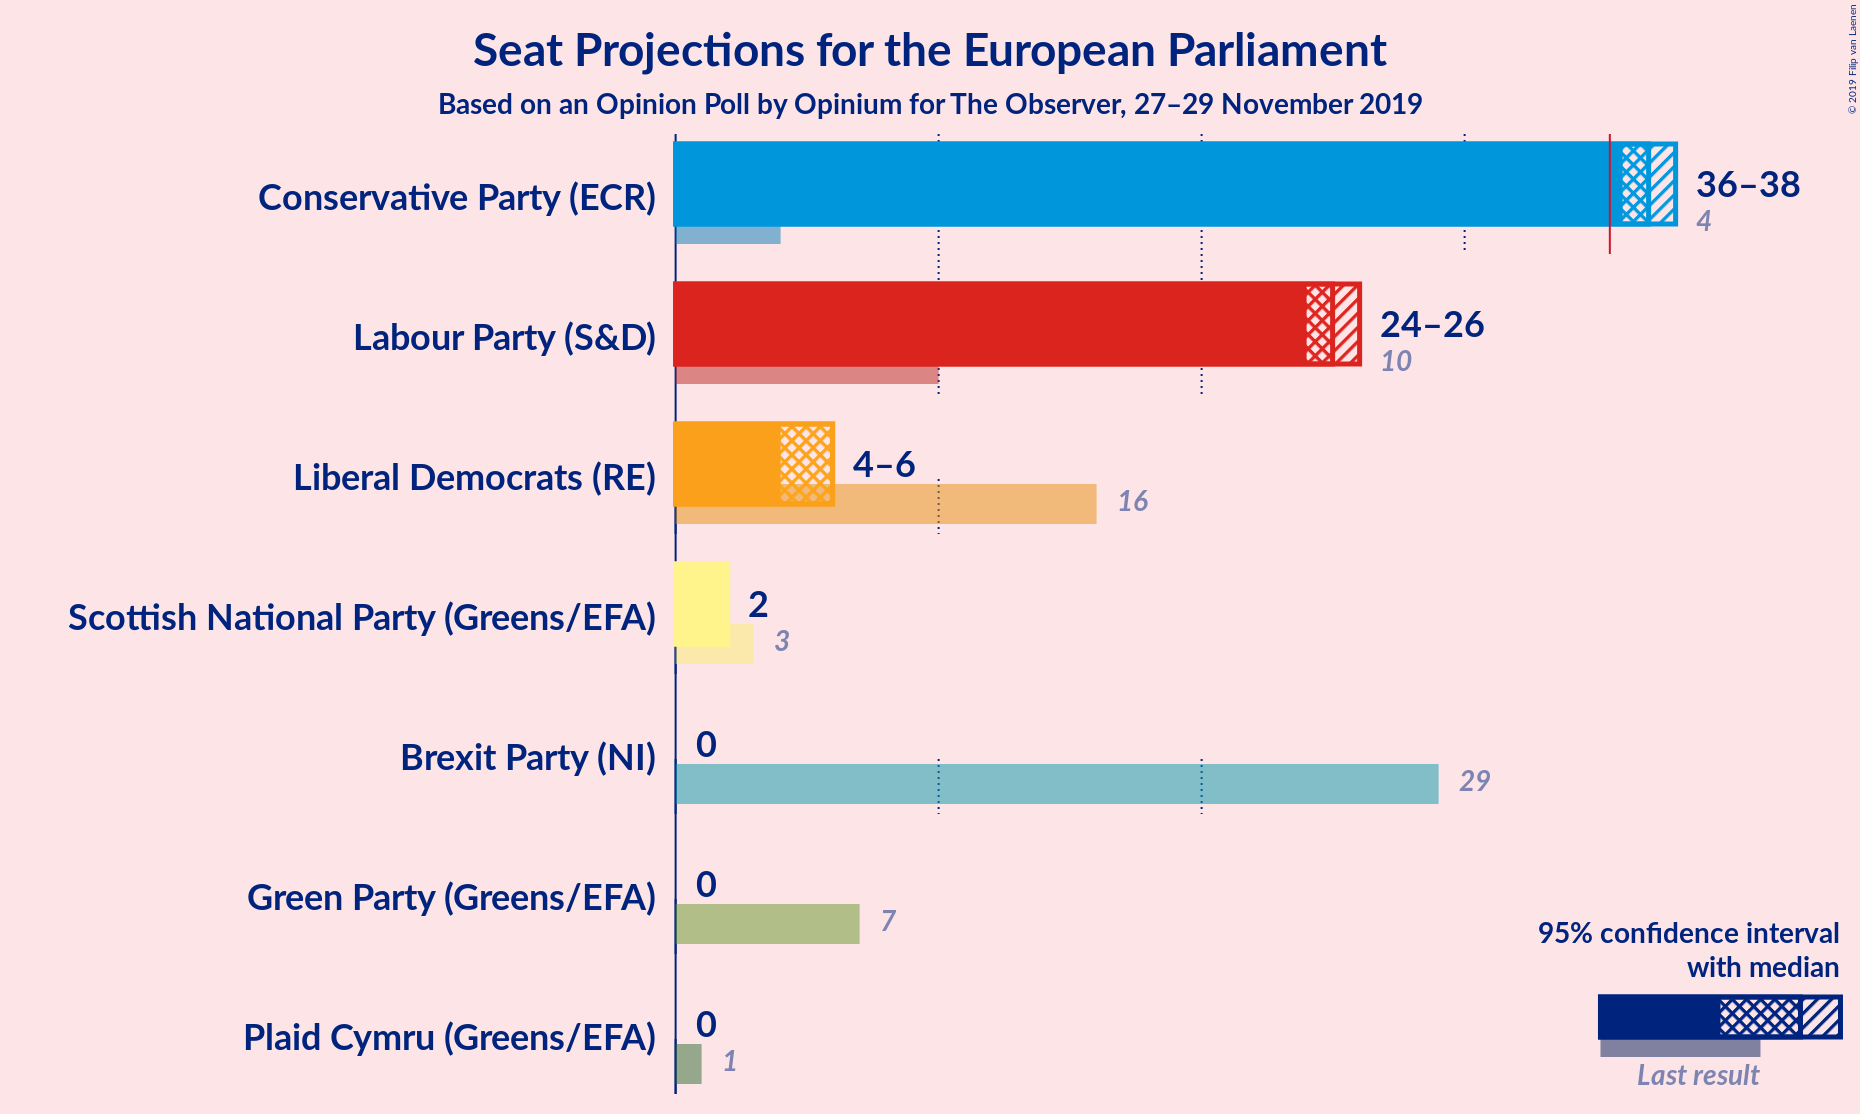 Seat Projections for the European Parliament
Based on an Opinion Poll by Opinium for The Observer, 27–29 November 2019
© 2019 Filip van Laenen
Conservative Party (ECR)
36–38
4
Labour Party (S&D)
24–26
10
Liberal Democrats (RE)
4–6
16
Scottish National Party (Greens/EFA)
2
3
Brexit Party (NI)
0
29
Green Party (Greens/EFA)
0
7
Plaid Cymru (Greens/EFA)
0
1
95% confidence interval
with median
Last result